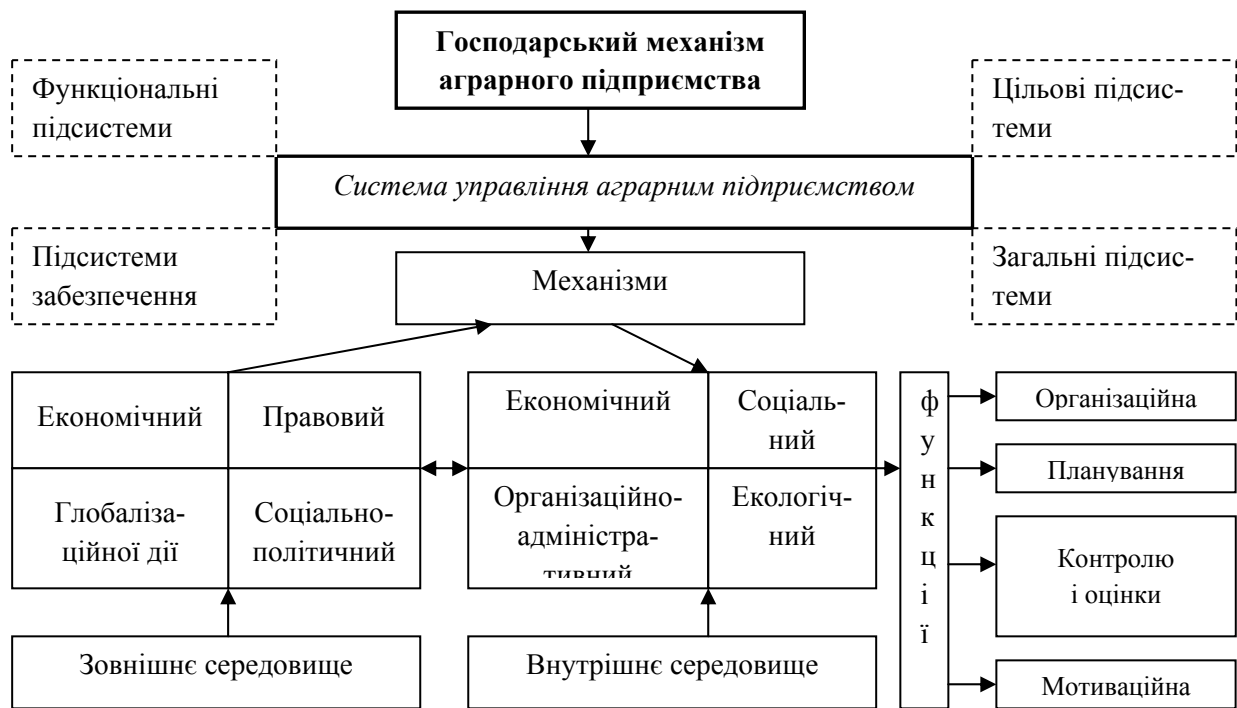 Господарський механізм
аграрного підприємства
Функціональні
підсистеми
Цільові підсис-
теми
Система управління аграрним підприємством
Підсистеми
забезпечення
Загальні підсис-
теми
Механізми
Економічний
Правовий
Глобаліза-
ційної дії
Соціально-
політичний
Економічний
Соціаль-
ний
Організаційно-
адміністра-
тивний
Екологіч-
ний
ф
у
н
к
ц
і
ї
Організаційна
Планування
Контролю
і оцінки
Мотиваційна
Зовнішнє середовище
Внутрішнє середовище